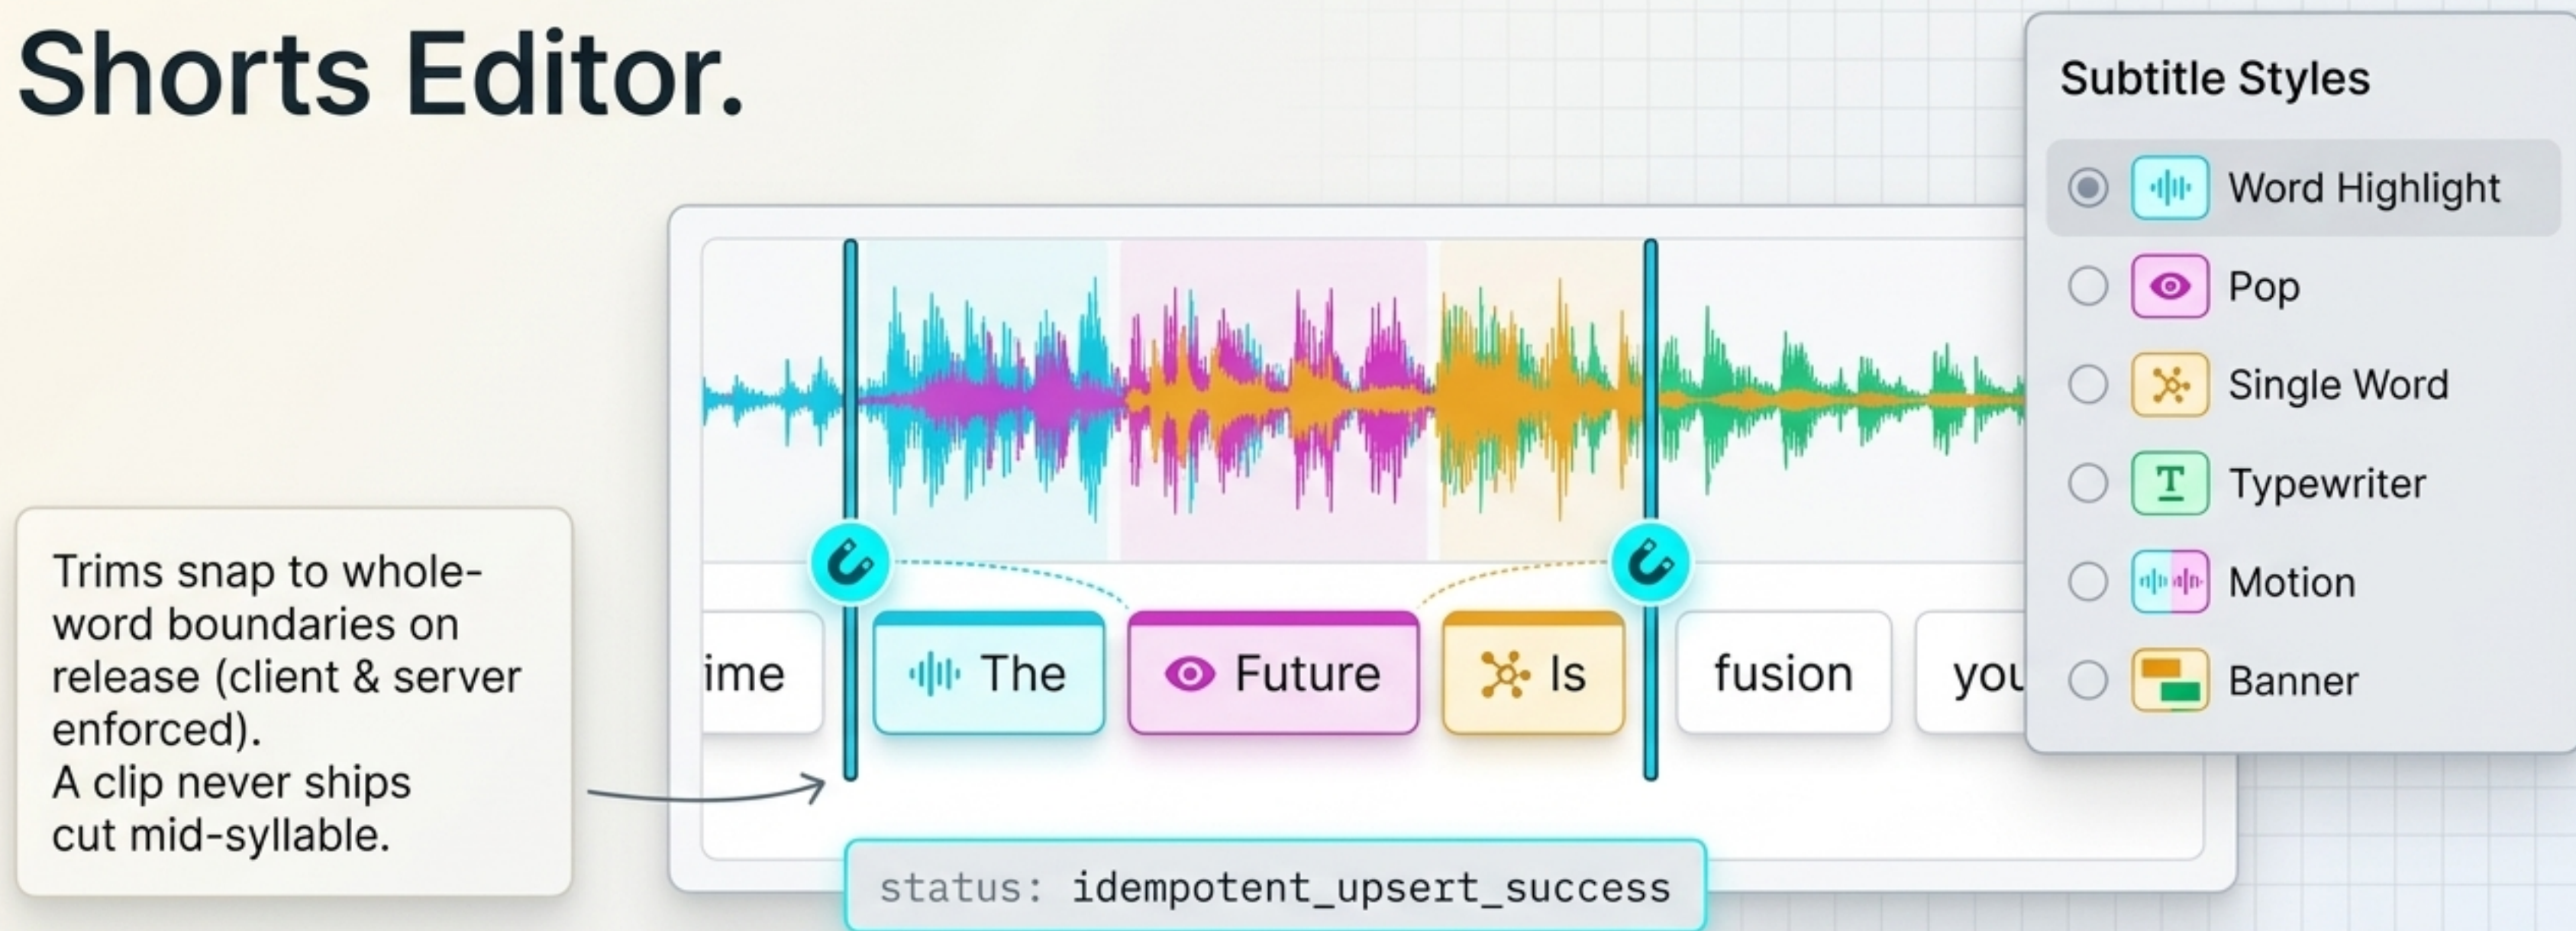 Shorts Editor.
Subtitle Styles
Word Highlight
Pop
Single Word
Typewriter
Motion
Banner
Trims snap to whole-
word boundaries on
release (client & server
enforced).
A clip never ships
cut mid-syllable.
ime The Future Is fusion you
status: idempotent_upsert_success